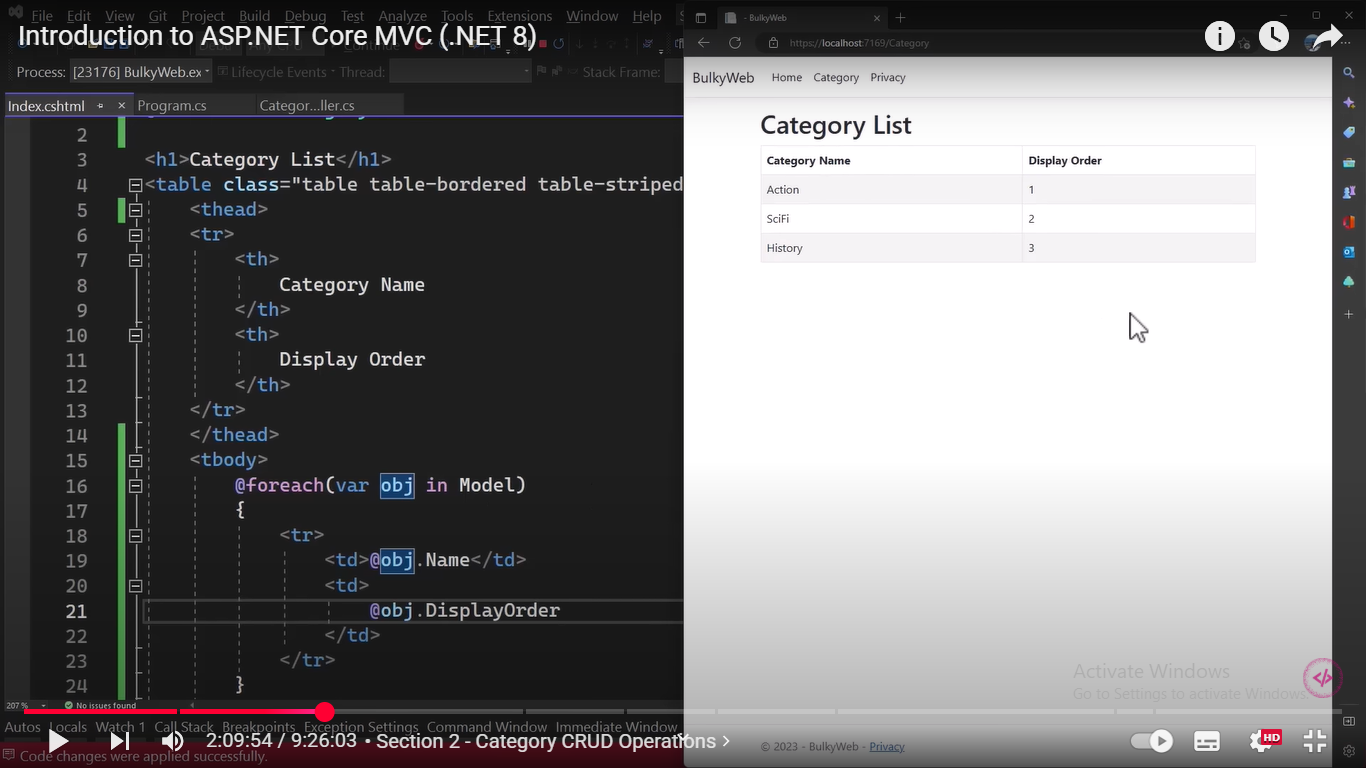 File Edit View Git Project Build Debug Test Analyze Tools Extensions Window Help
Introduction to ASP.NET Core MVC (.NET 8)
Process: [23176] BulkyWeb.ex Lifecycle Events Thread: Stack Frame:
Index.cshtml Program.cs Categor...ller.cs
2
3 <h1>Category List</h1>
4 <table class="table table-bordered table-striped
5 <thead>
6 <tr>
7 <th>
8 Category Name
9 </th>
10 <th>
11 Display Order
12 </th>
13 </tr>
14 </thead>
15 <tbody>
16 @foreach(var obj in Model)
17 {
18 <tr>
19 <td>@obj.Name</td>
20 <td>
21 @obj.DisplayOrder
22 </td>
23 </tr>
24 }
207 % No issues found
Autos Locals Watch 1 Call Stack Breakpoints Exception Settings Command Window Immediate Window
2:09:54 / 9:26:03 • Section 2 - Category CRUD Operations
HD
Code changes were applied successfully.
- BulkyWeb
https://localhost:7169/Category
BulkyWeb Home Category Privacy
Category List
Category Name Display Order
Action 1
SciFi 2
History 3
Activate Windows
Go to Settings to activate Windows.
© 2023 - BulkyWeb - Privacy